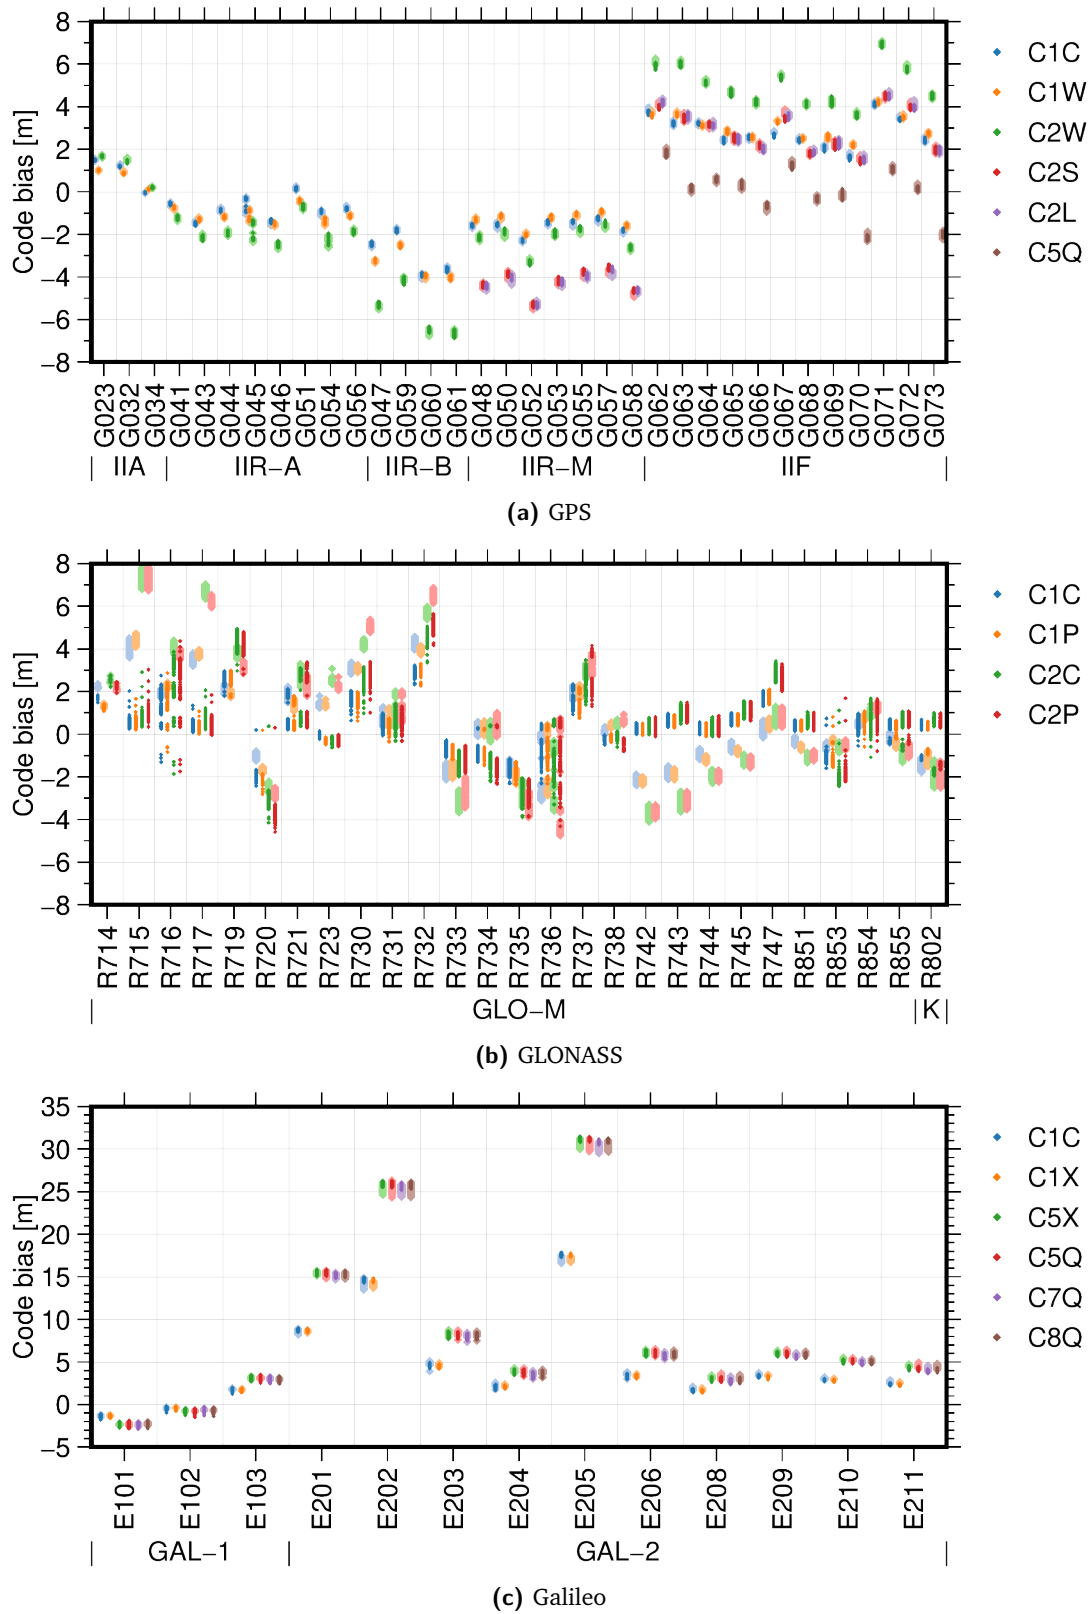 8
6
4
2
0
−2
−4
−6
−8
Code bias [m]
C1C
C1W
C2W
C2S
C2L
C5Q
G023 G032 G034 G041 G043 G044 G045 G046 G051 G054 G056 G047 G059 G060 G061 G048 G050 G052 G053 G055 G057 G058 G062 G063 G064 G065 G066 G067 G068 G069 G070 G071 G072 G073
IIA IIR−A IIR−B IIR−M IIF
(a) GPS
8
6
4
2
0
−2
−4
−6
−8
Code bias [m]
C1C
C1P
C2C
C2P
R714 R715 R716 R717 R719 R720 R721 R723 R730 R731 R732 R733 R734 R735 R736 R737 R738 R742 R743 R744 R745 R747 R851 R853 R854 R855 R802
GLO−M K
(b) GLONASS
35
30
25
20
15
10
5
0
−5
Code bias [m]
C1C
C1X
C5X
C5Q
C7Q
C8Q
E101 E102 E103 E201 E202 E203 E204 E205 E206 E208 E209 E210 E211
GAL−1 GAL−2
(c) Galileo